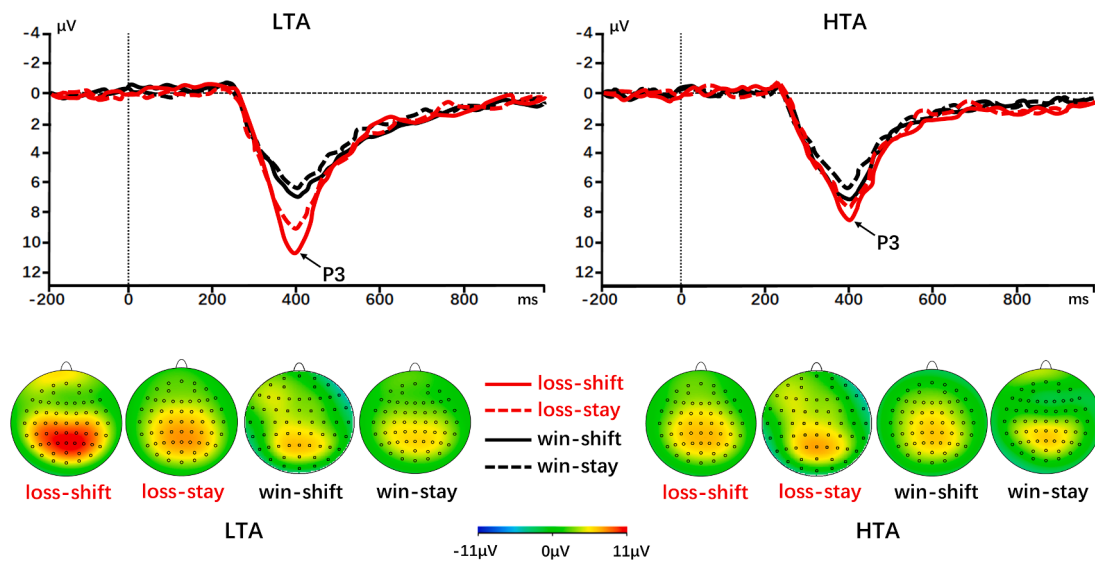 LTA
μV
-4
-2
0
2
4
6
8
10
12
P3
-200 0 200 400 600 800 ms
HTA
μV
-4
-2
0
2
4
6
8
10
12
P3
-200 0 200 400 600 800 ms
loss-shift
loss-stay
win-shift
win-stay
loss-shift loss-stay win-shift win-stay
LTA
loss-shift loss-stay win-shift win-stay
HTA
-11μV 0μV 11μV